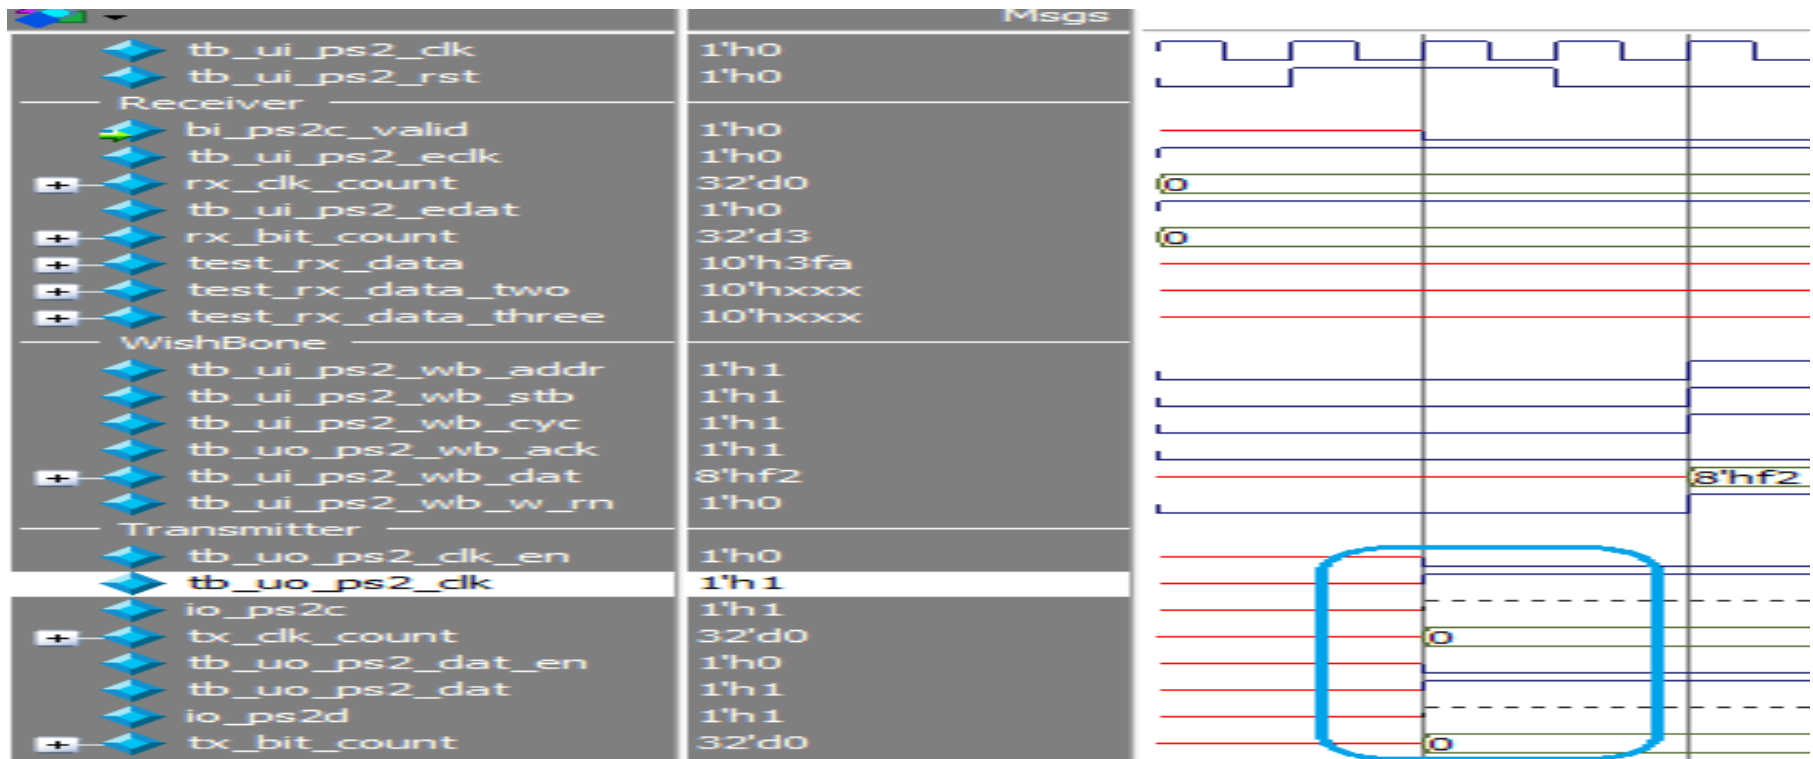 Msgs
tb_ui_ps2_clk 1'h0
tb_ui_ps2_rst 1'h0
Receiver
bi_ps2c_valid 1'h0
tb_ui_ps2_eclk 1'h0
rx_clk_count 32'd0 0
tb_ui_ps2_edat 1'h0
rx_bit_count 32'd3 0
test_rx_data 10'h3fa
test_rx_data_two 10'hxxx
test_rx_data_three 10'hxxx
WishBone
tb_ui_ps2_wb_addr 1'h1
tb_ui_ps2_wb_stb 1'h1
tb_ui_ps2_wb_cyc 1'h1
tb_uo_ps2_wb_ack 1'h1
tb_ui_ps2_wb_dat 8'hf2 8'hf2
tb_ui_ps2_wb_w_rn 1'h0
Transmitter
tb_uo_ps2_clk_en 1'h0
tb_uo_ps2_clk 1'h1
io_ps2c 1'h1
tx_clk_count 32'd0 0
tb_uo_ps2_dat_en 1'h0
tb_uo_ps2_dat 1'h1
io_ps2d 1'h1
tx_bit_count 32'd0 0